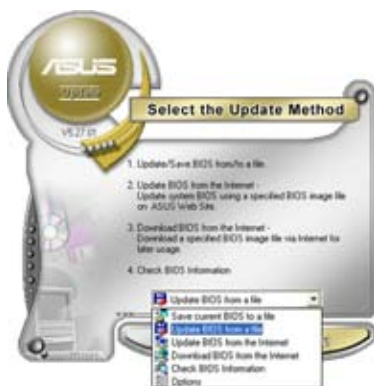 ASUS
Update
V5.27.01
Select the Update Method
1. Update/Save BIOS from/to a file.
2. Update BIOS from the Internet -
Update system BIOS using a specified BIOS image file
on ASUS Web Site.
3. Download BIOS from the Internet -
Download a specified BIOS image file via Internet for
later usage.
4. Check BIOS Information
Update BIOS from a file
Save current BIOS to a file
Update BIOS from a file
Update BIOS from the Internet
Download BIOS from the Internet
Check BIOS Information
Options